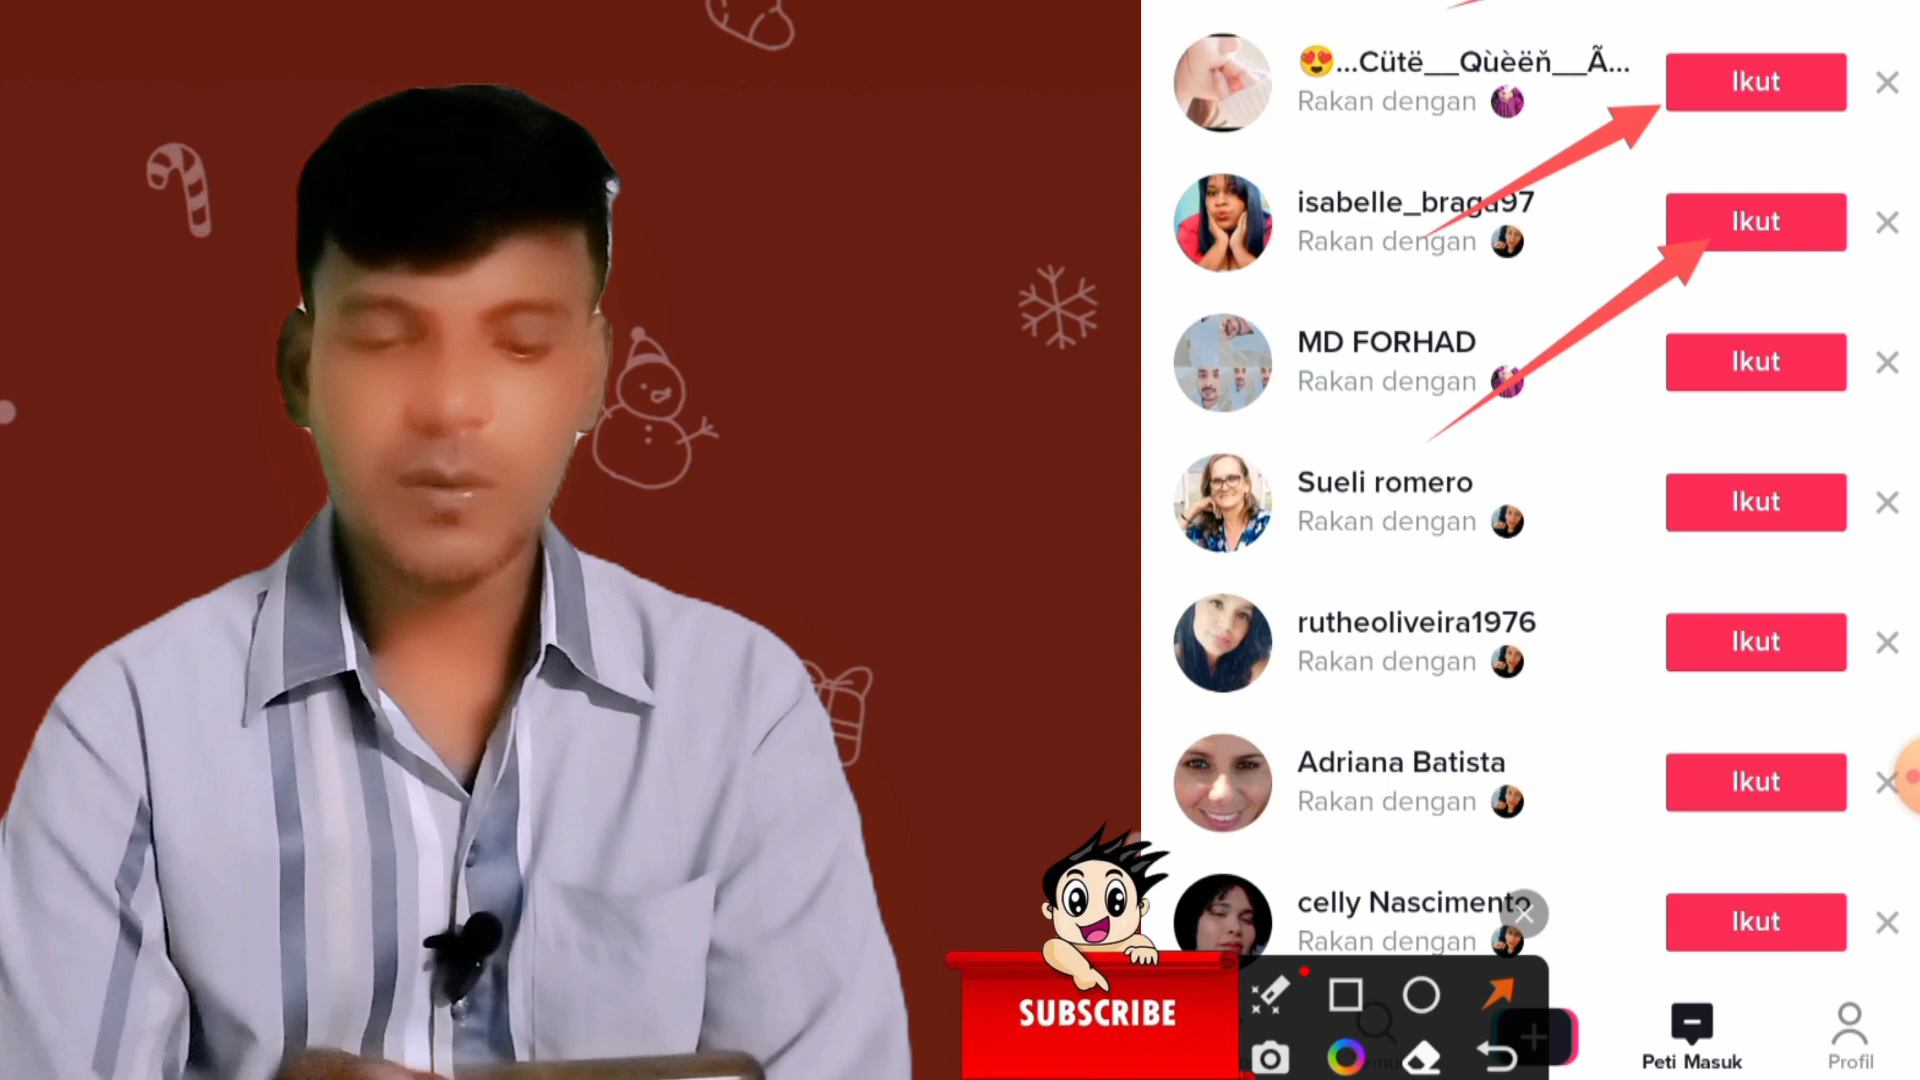 😍...Cütë__Qùèëň__Ã...
Rakan dengan
Ikut
isabelle_braga97
Rakan dengan
Ikut
MD FORHAD
Rakan dengan
Ikut
Sueli romero
Rakan dengan
Ikut
rutheoliveira1976
Rakan dengan
Ikut
Adriana Batista
Rakan dengan
Ikut
celly Nascimento
Rakan dengan
Ikut
SUBSCRIBE
Peti Masuk
Profil